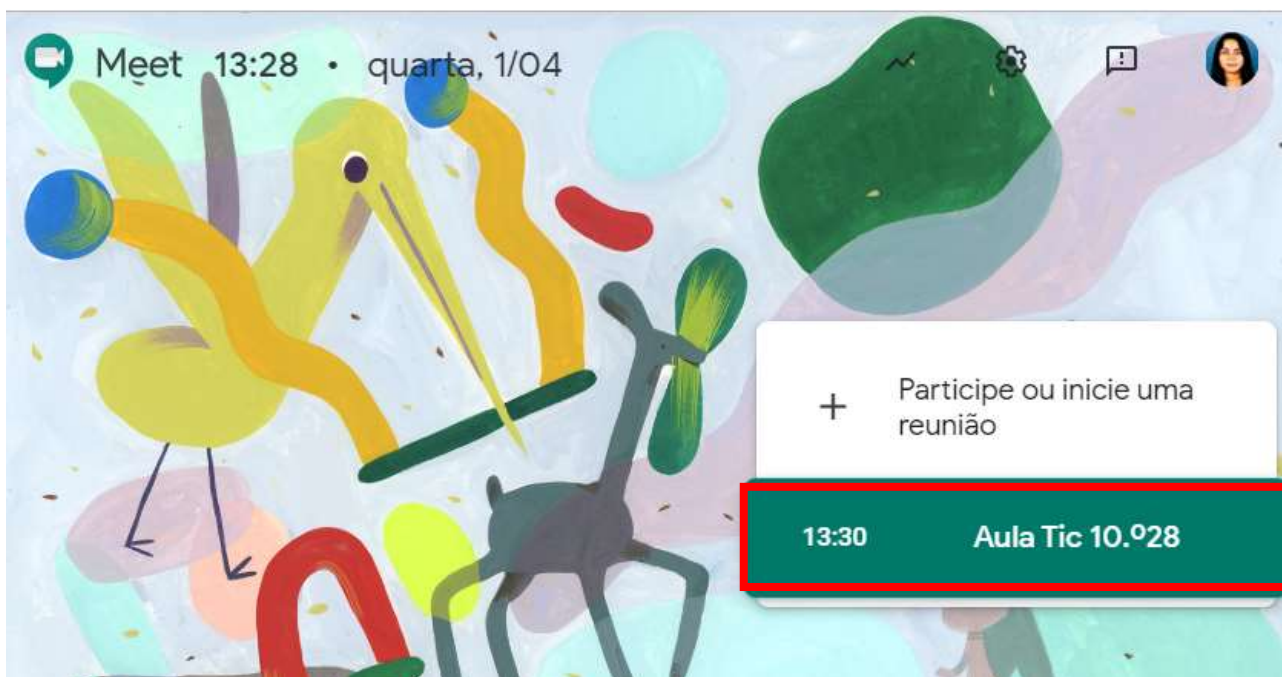 Meet 13:28 • quarta, 1/04
Participe ou inicie uma
reunião
13:30 Aula Tic 10.º28